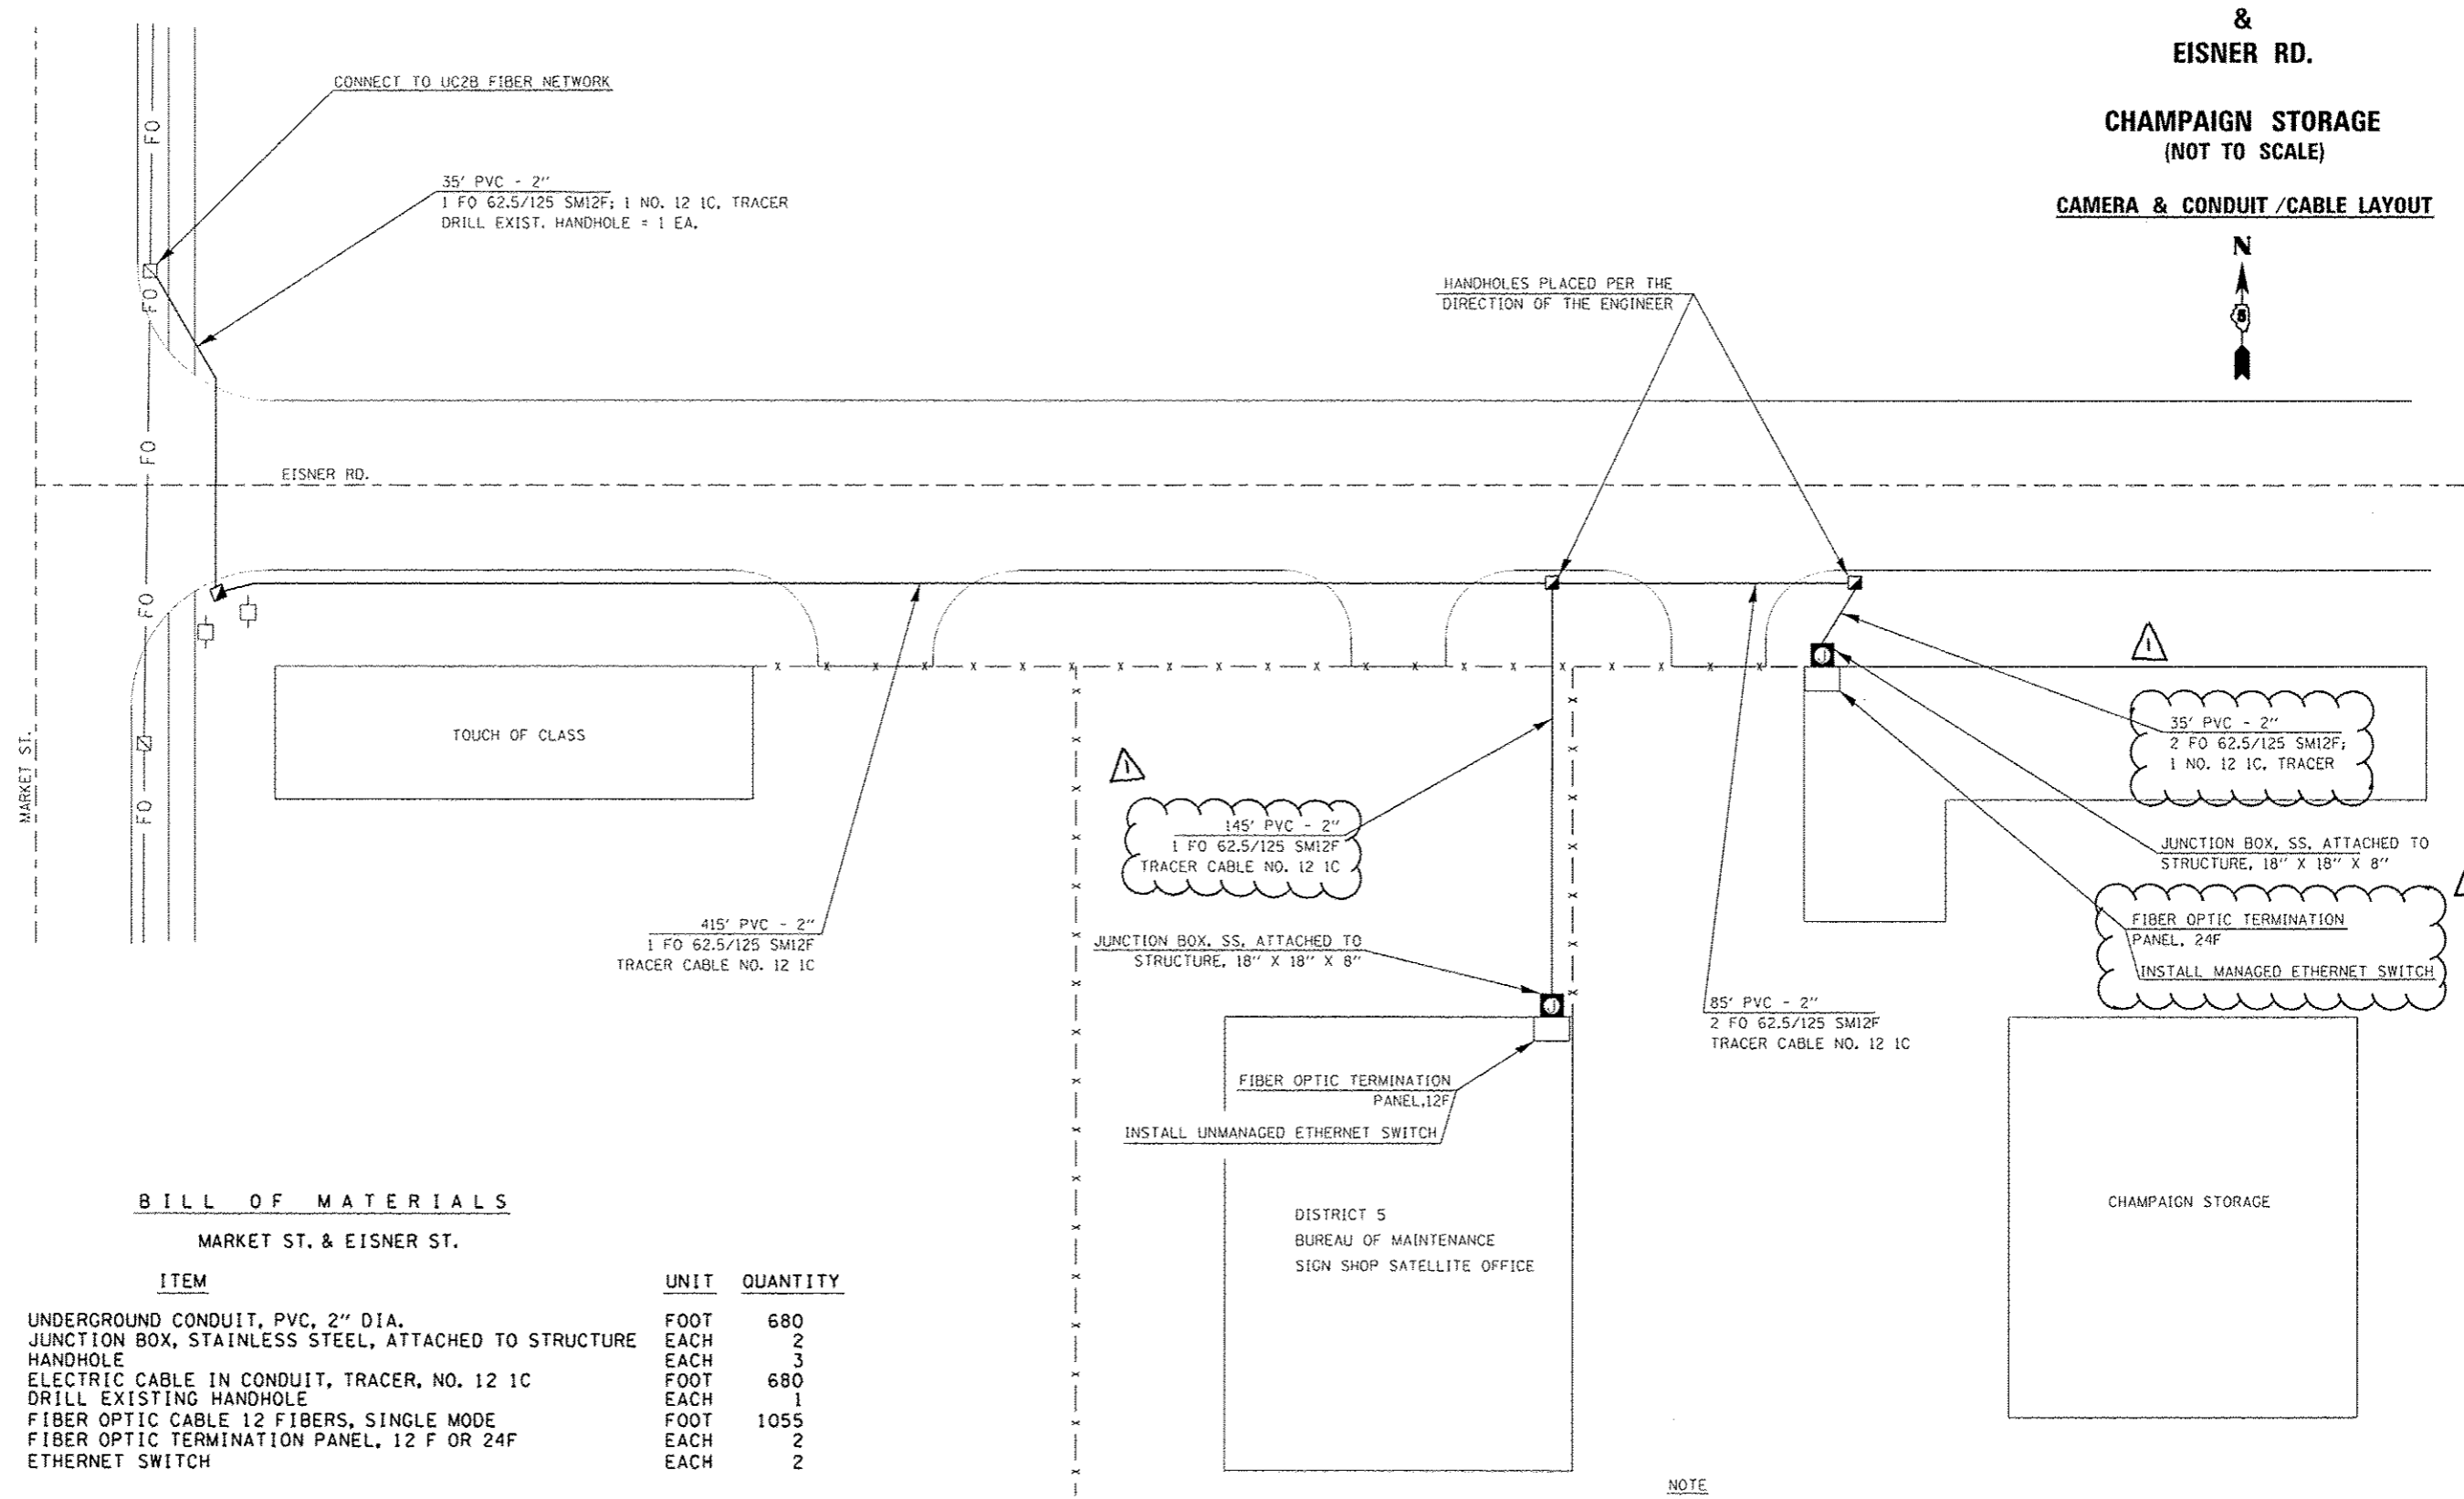 &
EISNER RD.
CHAMPAIGN STORAGE
(NOT TO SCALE)
CAMERA & CONDUIT /CABLE LAYOUT
N
5
CONNECT TO UC2B FIBER NETWORK
35' PVC - 2"
1 FO 62.5/125 SM12F; 1 NO. 12 1C, TRACER
DRILL EXIST. HANDHOLE = 1 EA.
HANDHOLES PLACED PER THE
DIRECTION OF THE ENGINEER
FO
FO
FO
FO
FO
EISNER RD.
MARKET ST.
TOUCH OF CLASS
1
145' PVC - 2"
1 FO 62.5/125 SM12F
TRACER CABLE NO. 12 1C
415' PVC - 2"
1 FO 62.5/125 SM12F
TRACER CABLE NO. 12 1C
JUNCTION BOX, SS, ATTACHED TO
STRUCTURE, 18" X 18" X 8"
J
J
1
35' PVC - 2"
2 FO 62.5/125 SM12F;
1 NO. 12 1C, TRACER
JUNCTION BOX, SS, ATTACHED TO
STRUCTURE, 18" X 18" X 8"
FIBER OPTIC TERMINATION
PANEL, 24F
INSTALL MANAGED ETHERNET SWITCH
85' PVC - 2"
2 FO 62.5/125 SM12F
TRACER CABLE NO. 12 1C
FIBER OPTIC TERMINATION
PANEL,12F
INSTALL UNMANAGED ETHERNET SWITCH
DISTRICT 5
BUREAU OF MAINTENANCE
SIGN SHOP SATELLITE OFFICE
CHAMPAIGN STORAGE
BILL OF MATERIALS
MARKET ST. & EISNER ST.
ITEM UNIT QUANTITY
UNDERGROUND CONDUIT, PVC, 2" DIA. FOOT 680
JUNCTION BOX, STAINLESS STEEL, ATTACHED TO STRUCTURE EACH 2
HANDHOLE EACH 3
ELECTRIC CABLE IN CONDUIT, TRACER, NO. 12 1C FOOT 680
DRILL EXISTING HANDHOLE EACH 1
FIBER OPTIC CABLE 12 FIBERS, SINGLE MODE FOOT 1055
FIBER OPTIC TERMINATION PANEL, 12 F OR 24F EACH 2
ETHERNET SWITCH EACH 2
NOTE